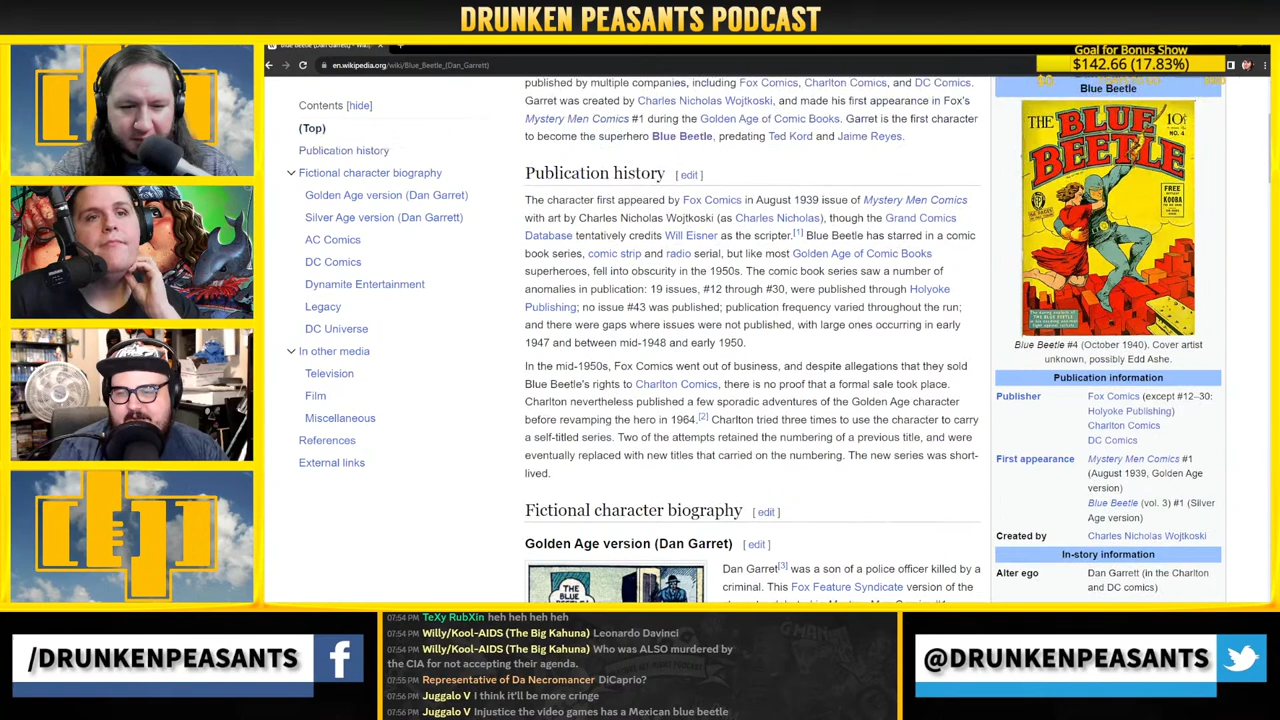 DRUNKEN PEASANTS PODCAST
en.wikipedia.org/wiki/Blue_Beetle_(Dan_Garrett)
Goal for Bonus Show
$142.66 (17.83%)
Contents [hide]
(Top)
Publication history
Fictional character biography
Golden Age version (Dan Garret)
Silver Age version (Dan Garrett)
AC Comics
DC Comics
Dynamite Entertainment
Legacy
DC Universe
In other media
Television
Film
Miscellaneous
References
External links
published by multiple companies, including Fox Comics, Charlton Comics, and DC Comics.
Garret was created by Charles Nicholas Wojtkoski, and made his first appearance in Fox's
Mystery Men Comics #1 during the Golden Age of Comic Books. Garret is the first character
to become the superhero Blue Beetle, predating Ted Kord and Jaime Reyes.
Publication history [ edit ]
The character first appeared by Fox Comics in August 1939 issue of Mystery Men Comics
with art by Charles Nicholas Wojtkoski (as Charles Nicholas), though the Grand Comics
Database tentatively credits Will Eisner as the scripter.[1] Blue Beetle has starred in a comic
book series, comic strip and radio serial, but like most Golden Age of Comic Books
superheroes, fell into obscurity in the 1950s. The comic book series saw a number of
anomalies in publication: 19 issues, #12 through #30, were published through Holyoke
Publishing; no issue #43 was published; publication frequency varied throughout the run;
and there were gaps where issues were not published, with large ones occurring in early
1947 and between mid-1948 and early 1950.
In the mid-1950s, Fox Comics went out of business, and despite allegations that they sold
Blue Beetle's rights to Charlton Comics, there is no proof that a formal sale took place.
Charlton nevertheless published a few sporadic adventures of the Golden Age character
before revamping the hero in 1964.[2] Charlton tried three times to use the character to carry
a self-titled series. Two of the attempts retained the numbering of a previous title, and were
eventually replaced with new titles that carried on the numbering. The new series was short-
lived.
Fictional character biography [ edit ]
Golden Age version (Dan Garret) [ edit ]
THE
BLUE
Dan Garret[3] was a son of a police officer killed by a
criminal. This Fox Feature Syndicate version of the
Blue Beetle
THE BLUE BEETLE
10¢
NO. 4
FREE
KOOBA
Blue Beetle #4 (October 1940). Cover artist
unknown, possibly Edd Ashe.
Publication information
Publisher Fox Comics (except #12–30:
Holyoke Publishing)
Charlton Comics
DC Comics
First appearance Mystery Men Comics #1
(August 1939, Golden Age
version)
Blue Beetle (vol. 3) #1 (Silver
Age version)
Created by Charles Nicholas Wojtkoski
In-story information
Alter ego Dan Garrett (in the Charlton
and DC comics)
07:54 PM TeXy RubXin heh heh heh heh
07:54 PM Willy/Kool-AIDS (The Big Kahuna) Leonardo Davinci
07:54 PM Willy/Kool-AIDS (The Big Kahuna) Who was ALSO murdered by
the CIA for not accepting their agenda.
07:55 PM Representative of Da Necromancer DiCaprio?
07:56 PM Juggalo V I think it'll be more cringe
07:56 PM Juggalo V Injustice the video games has a Mexican blue beetle
/DRUNKENPEASANTS
@DRUNKENPEASANTS